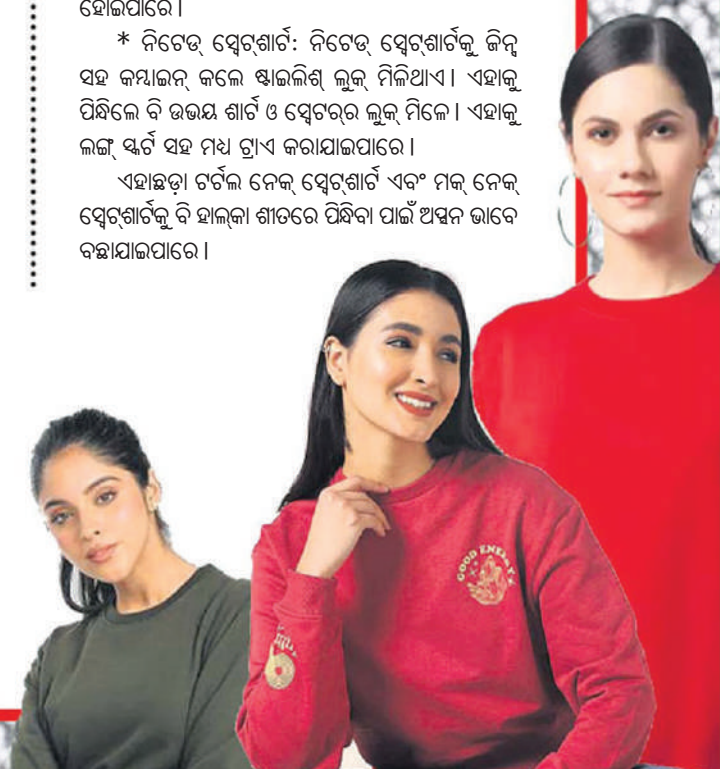 ହୋଇପାରେ।
* ନିଟେଡ୍ ସ୍ୱେଟ୍‌ଶାର୍ଟ: ନିଟେଡ୍ ସ୍ୱେଟ୍‌ଶାର୍ଟକୁ ଜିନ୍ସ
ସହ କମ୍ବାଇନ୍ କଲେ ଷ୍ଟାଇଲିଶ୍ ଲୁକ୍ ମିଳିଥାଏ। ଏହାକୁ
ପିନ୍ଧିଲେ ବି ଉଭୟ ଶାର୍ଟ ଓ ସ୍ୱେଟର୍‌ର ଲୁକ୍ ମିଳେ। ଏହାକୁ
ଲଙ୍ଗ୍ ସ୍କର୍ଟ ସହ ମଧ୍ୟ ଟ୍ରାଏ କରାଯାଇପାରେ।
ଏହାଛଡ଼ା ଟର୍ଟଲ ନେକ୍ ସ୍ୱେଟ୍‌ଶାର୍ଟ ଏବଂ ମକ୍ ନେକ୍
ସ୍ୱେଟ୍‌ଶାର୍ଟକୁ ବି ହାଲ୍‌କା ଶୀତରେ ପିନ୍ଧିବା ପାଇଁ ଅପ୍ସନ ଭାବେ
ବଛାଯାଇପାରେ।
GOOD ENERGY